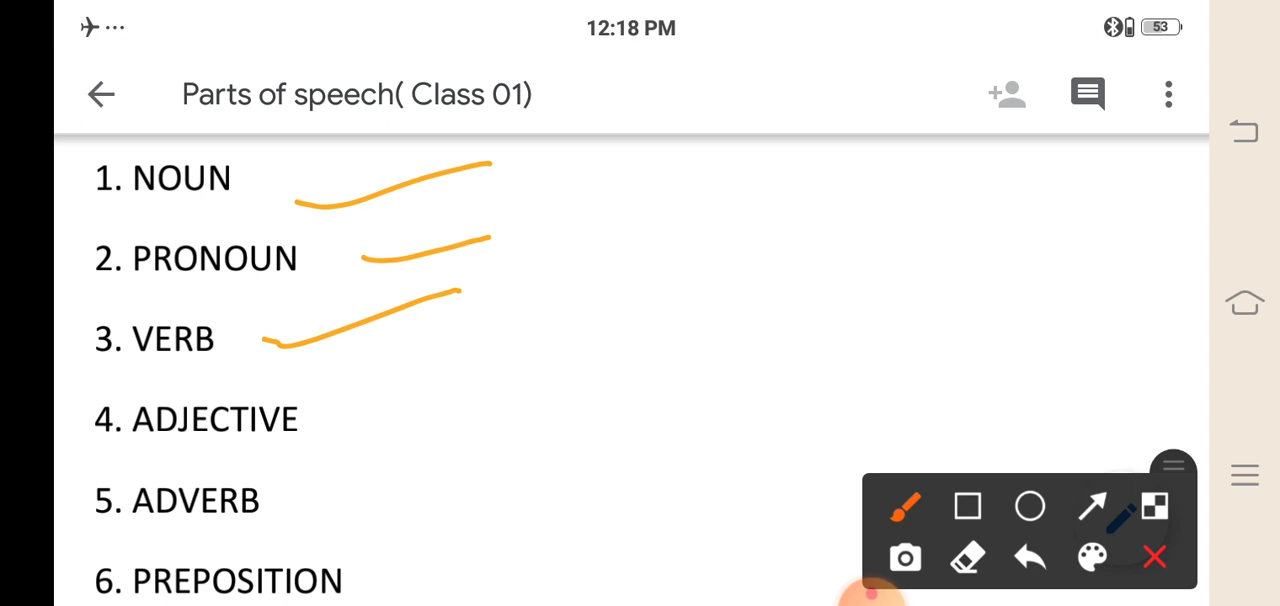 12:18 PM
53
Parts of speech( Class 01)
1. NOUN
2. PRONOUN
3. VERB
4. ADJECTIVE
5. ADVERB
6. PREPOSITION